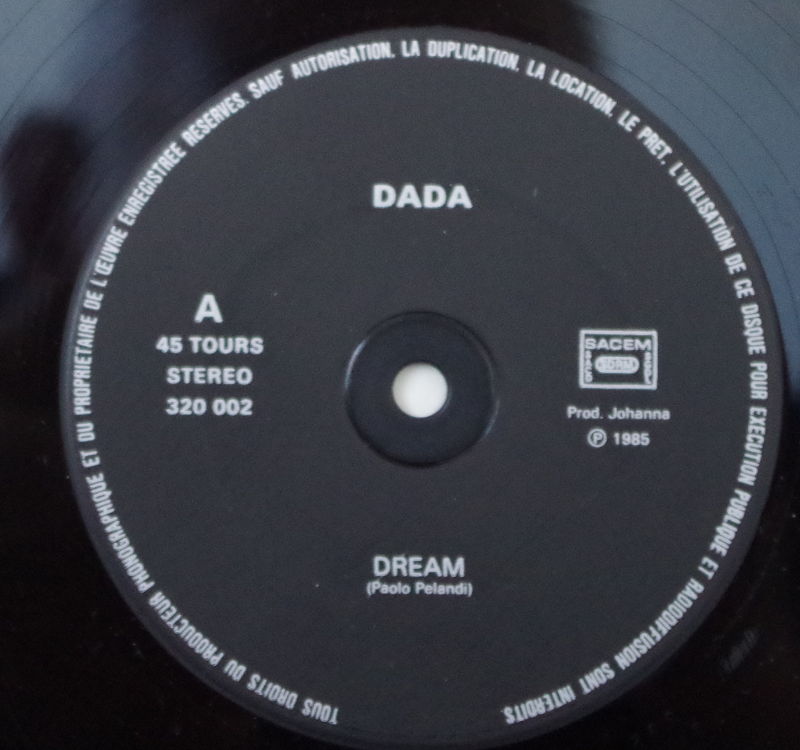 TOUS DROITS DU PRODUCTEUR PHONOGRAPHIQUE ET DU PROPRIETAIRE DE L'ŒUVRE ENREGISTREE RESERVES. SAUF AUTORISATION. LA DUPLICATION. LA LOCATION. LE PRET. L'UTILISATION DE CE DISQUE POUR EXECUTION PUBLIQUE ET RADIODIFFUSION SONT INTERDITS.
DADA
A
45 TOURS
STEREO
320 002
SACEM
Prod. Johanna
Ⓟ 1985
DREAM
(Paolo Pelandi)